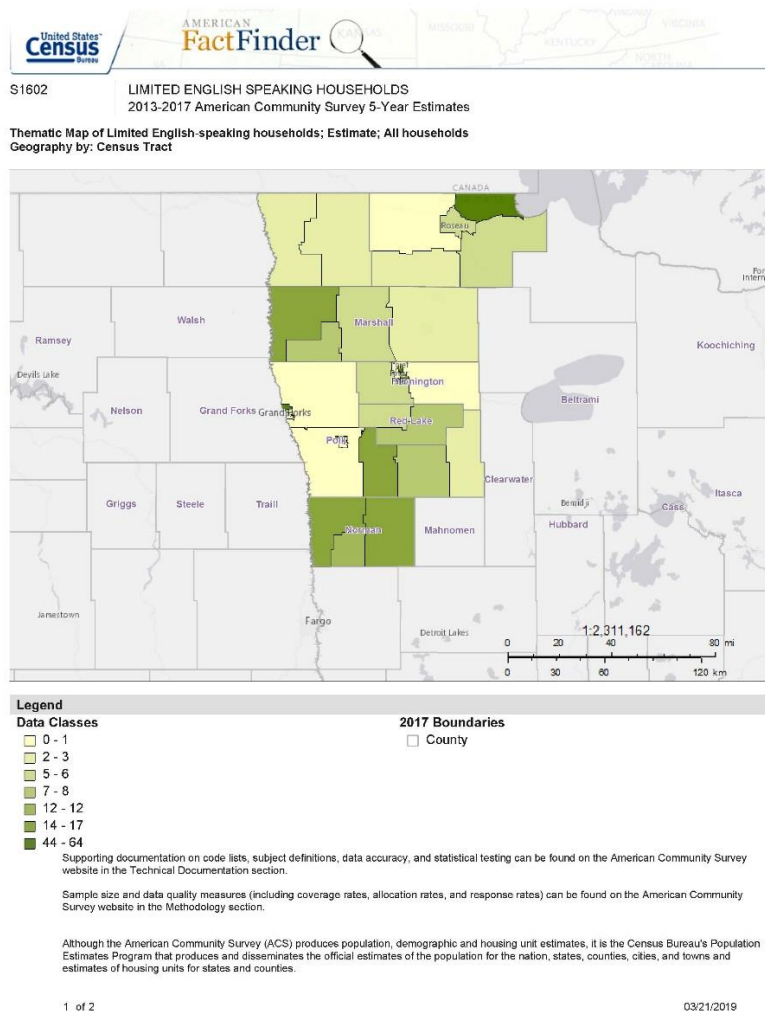 United States™
Census
Bureau
AMERICAN
FactFinder
KANSAS
MISSOURI
KENTUCKY
VIRGINIA
NORTH
S1602
LIMITED ENGLISH SPEAKING HOUSEHOLDS
2013-2017 American Community Survey 5-Year Estimates
Thematic Map of Limited English-speaking households; Estimate; All households
Geography by: Census Tract
CANADA
Roseau
For
Intern
Walsh
Marshall
Ramsey
Koochiching
Devils Lake
Pennington
Beltrami
Nelson
Grand Forks
Grand Forks
Red Lake
Polk
Clearwater
Itasca
Griggs
Steele
Traill
Bemidji
Cass
Norman
Mahnomen
Hubbard
Jamestown
Fargo
Detroit Lakes
1:2,311,162
0 20 40 80 mi
0 30 60 120 km
Legend
Data Classes
0 - 1
2 - 3
5 - 6
7 - 8
12 - 12
14 - 17
44 - 64
2017 Boundaries
County
Supporting documentation on code lists, subject definitions, data accuracy, and statistical testing can be found on the American Community Survey
website in the Technical Documentation section.
Sample size and data quality measures (including coverage rates, allocation rates, and response rates) can be found on the American Community
Survey website in the Methodology section.
Although the American Community Survey (ACS) produces population, demographic and housing unit estimates, it is the Census Bureau's Population
Estimates Program that produces and disseminates the official estimates of the population for the nation, states, counties, cities, and towns and
estimates of housing units for states and counties.
1 of 2
03/21/2019